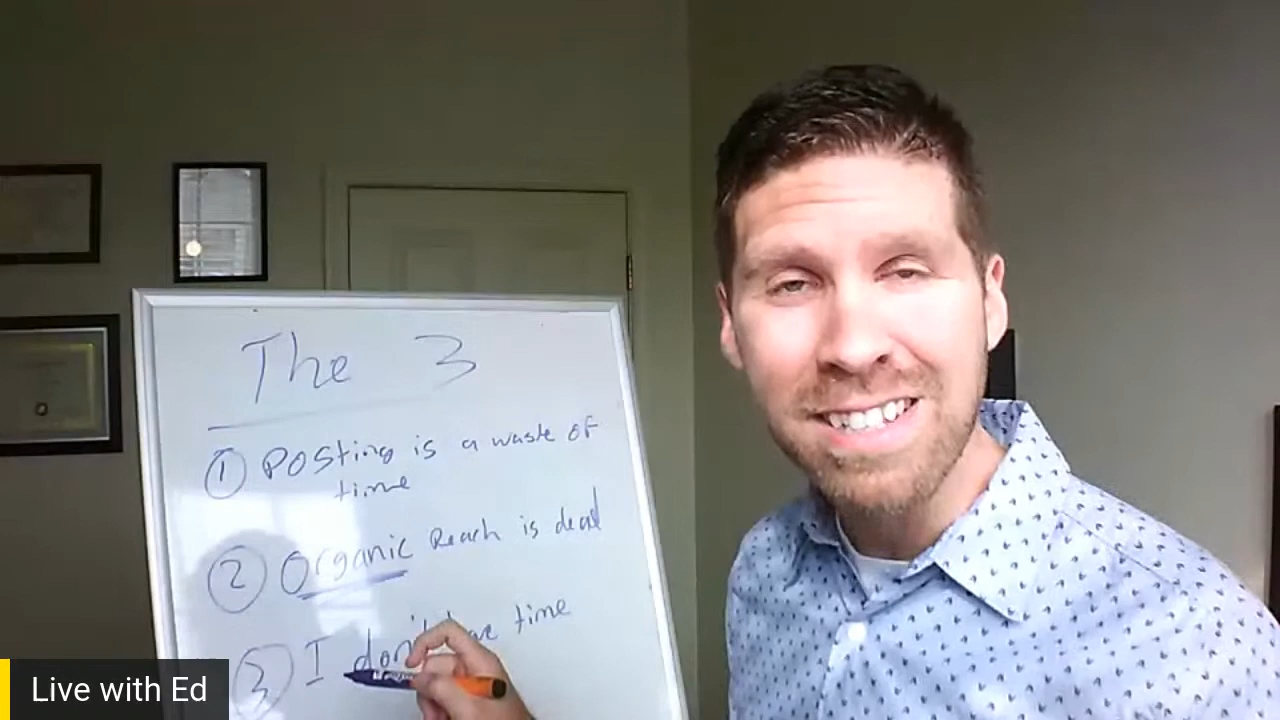 The 3
① Posting is a waste of
time
② Organic Reach is dead
③ I don't time
Live with Ed